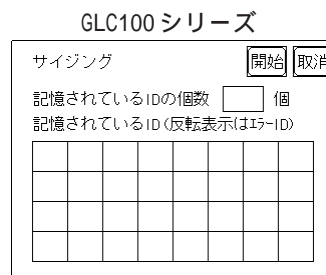 GLC100シリーズ
サイジング 開始 取消
記憶されているIDの個数 個
記憶されているID(反転表示はｴﾗｰID)